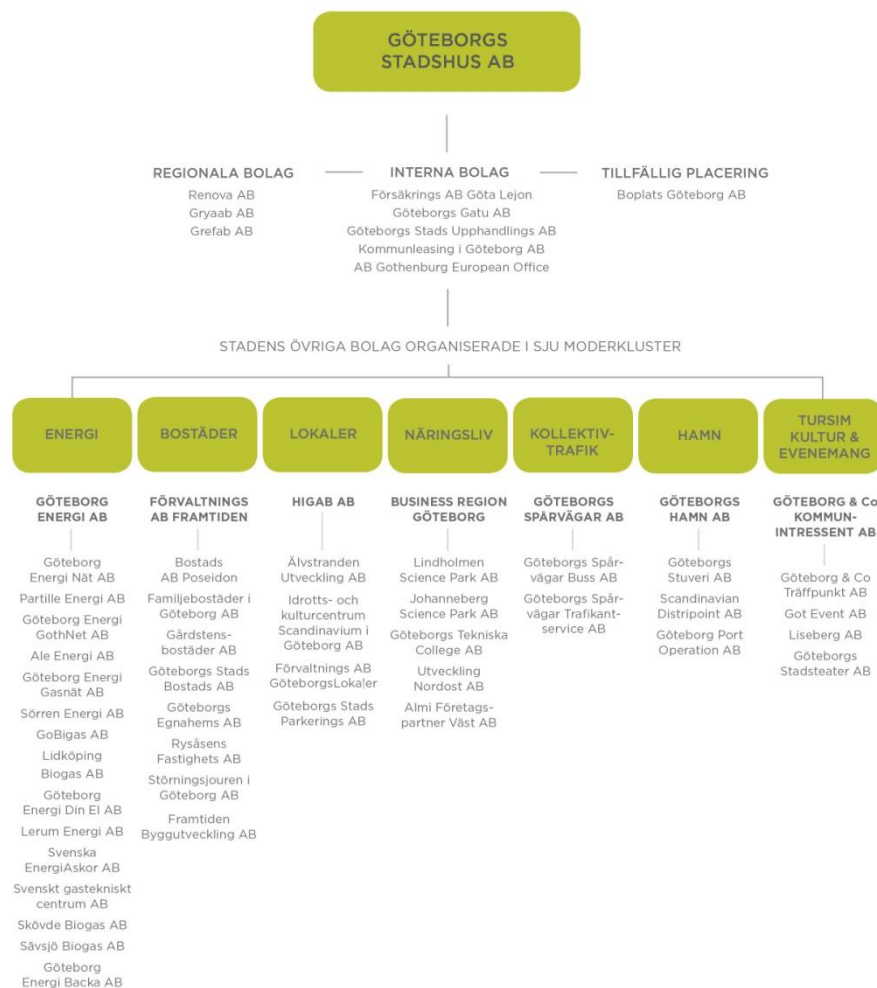 GÖTEBORGS
STADSHUS AB
REGIONALA BOLAG
Renova AB
Gryaab AB
Grefab AB
INTERNA BOLAG
Försäkrings AB Göta Lejon
Göteborgs Gatu AB
Göteborgs Stads Upphandlings AB
Kommunleasing i Göteborg AB
AB Gothenburg European Office
TILLFÄLLIG PLACERING
Boplats Göteborg AB
STADENS ÖVRIGA BOLAG ORGANISERADE I SJU MODERKLUSTER
ENERGI
GÖTEBORG
ENERGI AB
Göteborg
Energi Nät AB
Partille Energi AB
Göteborg Energi
GothNet AB
Ale Energi AB
Göteborg Energi
Gasnät AB
Sörren Energi AB
GoBigas AB
Lidköping
Biogas AB
Göteborg
Energi Din El AB
Lerum Energi AB
Svenska
EnergiAskor AB
Svenskt gastekniskt
centrum AB
Skövde Biogas AB
Sävsjö Biogas AB
Göteborg
Energi Backa AB
BOSTÄDER
FÖRVALTNINGS
AB FRAMTIDEN
Bostads
AB Poseidon
Familjebostäder i
Göteborg AB
Gårdstens-
bostäder AB
Göteborgs Stads
Bostads AB
Göteborgs
Egnahems AB
Rysåsens
Fastighets AB
Störningsjouren i
Göteborg AB
Framtiden
Byggutveckling AB
LOKALER
HIGAB AB
Älvstranden
Utveckling AB
Idrotts- och
kulturcentrum
Scandinavium i
Göteborg AB
Förvaltnings AB
GöteborgsLokaler
Göteborgs Stads
Parkerings AB
NÄRINGSLIV
BUSINESS REGION
GÖTEBORG
Lindholmen
Science Park AB
Johanneberg
Science Park AB
Göteborgs Tekniska
College AB
Utveckling
Nordost AB
Almi Företags-
partner Väst AB
KOLLEKTIV-
TRAFIK
GÖTEBORGS
SPÅRVÄGAR AB
Göteborgs Spår-
vägar Buss AB
Göteborgs Spår-
vägar Trafikant-
service AB
HAMN
GÖTEBORGS
HAMN AB
Göteborgs
Stuveri AB
Scandinavian
Distripoint AB
Göteborg Port
Operation AB
TURSIM
KULTUR &
EVENEMANG
GÖTEBORG & Co
KOMMUN-
INTRESSENT AB
Göteborg & Co
Träffpunkt AB
Got Event AB
Liseberg AB
Göteborgs
Stadsteater AB